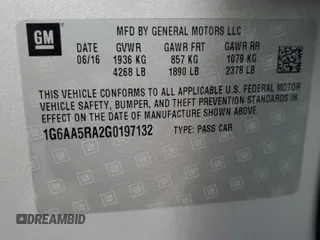 GM
MFD BY GENERAL MOTORS LLC
DATE GVWR GAWR FRT GAWR RR
06/16 1936 KG 857 KG 1079 KG
4268 LB 1890 LB 2378 LB
THIS VEHICLE CONFORMS TO ALL APPLICABLE U.S. FEDERAL MOTOR
VEHICLE SAFETY, BUMPER, AND THEFT PREVENTION STANDARDS IN
EFFECT ON THE DATE OF MANUFACTURE SHOWN ABOVE.
1G6AA5RA2G0197132 TYPE: PASS CAR
DREAMBID